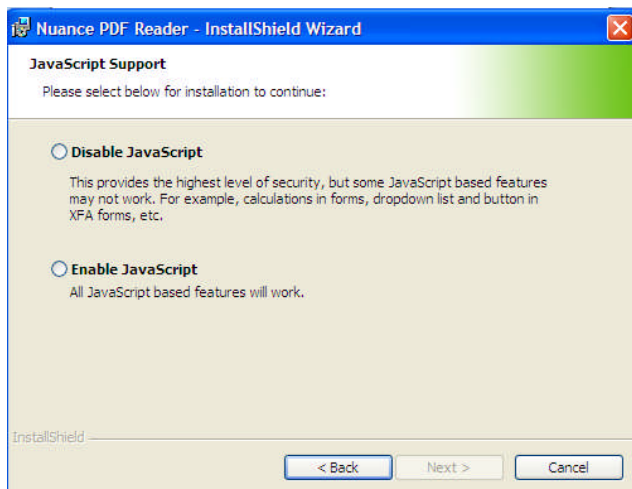 Nuance PDF Reader - InstallShield Wizard
JavaScript Support
Please select below for installation to continue:
Disable JavaScript
This provides the highest level of security, but some JavaScript based features
may not work. For example, calculations in forms, dropdown list and button in
XFA forms, etc.
Enable JavaScript
All JavaScript based features will work.
InstallShield
< Back Next > Cancel